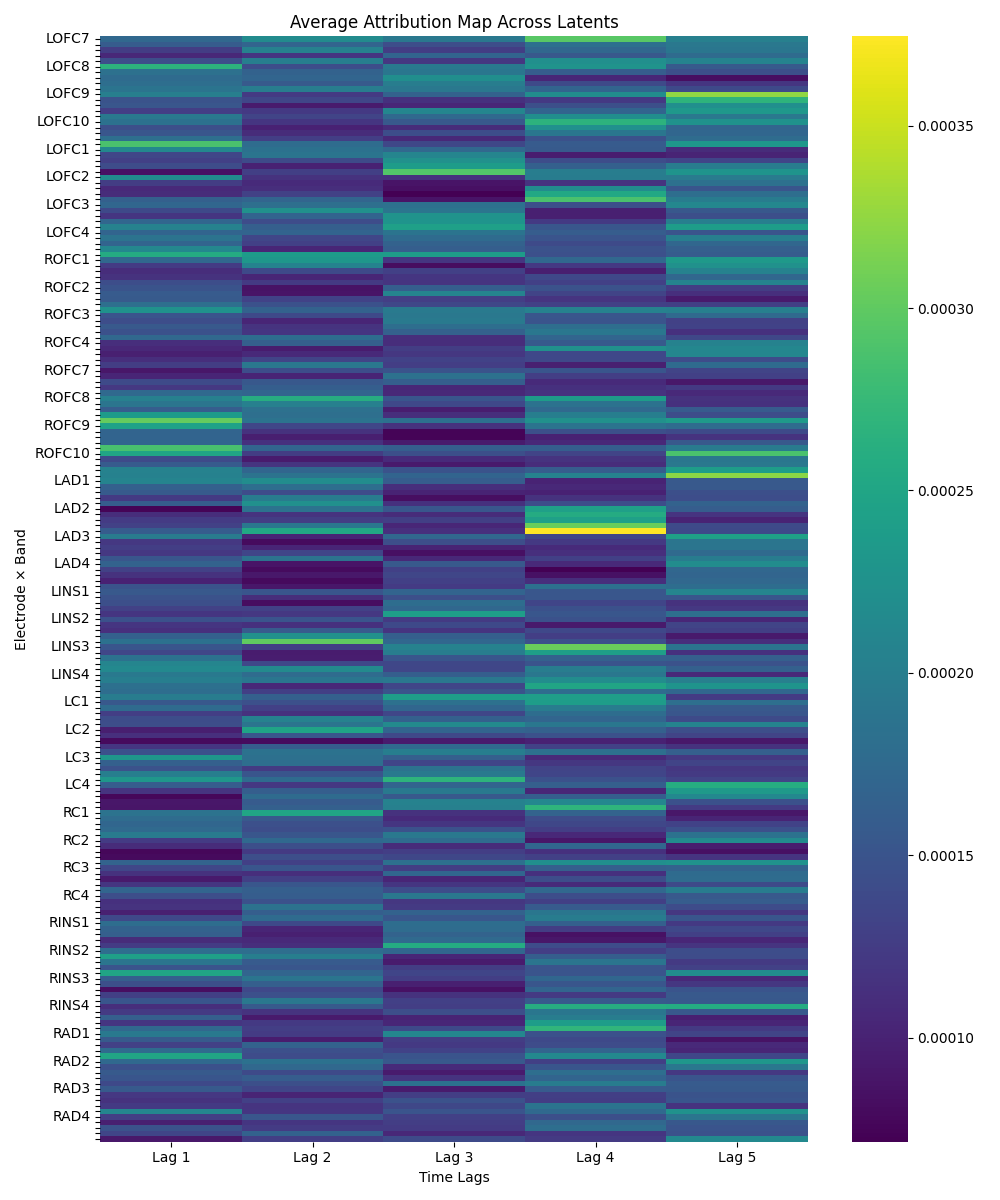 Average Attribution Map Across Latents
LOFC7
LOFC8
LOFC9
LOFC10
LOFC1
LOFC2
LOFC3
LOFC4
ROFC1
ROFC2
ROFC3
ROFC4
ROFC7
ROFC8
ROFC9
ROFC10
LAD1
LAD2
LAD3
LAD4
LINS1
LINS2
LINS3
LINS4
LC1
LC2
LC3
LC4
RC1
RC2
RC3
RC4
RINS1
RINS2
RINS3
RINS4
RAD1
RAD2
RAD3
RAD4
Electrode × Band
Lag 1
Lag 2
Lag 3
Lag 4
Lag 5
Time Lags
0.00035
0.00030
0.00025
0.00020
0.00015
0.00010